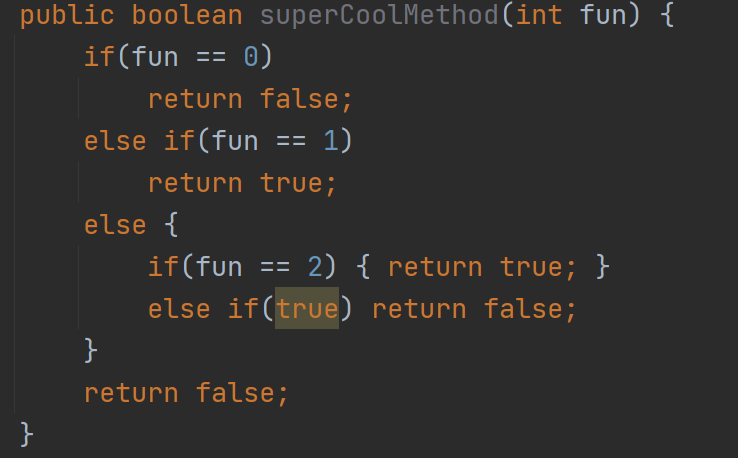 public boolean superCoolMethod(int fun) {
    if(fun == 0)
        return false;
    else if(fun == 1)
        return true;
    else {
        if(fun == 2) { return true; }
        else if(true) return false;
    }
    return false;
}